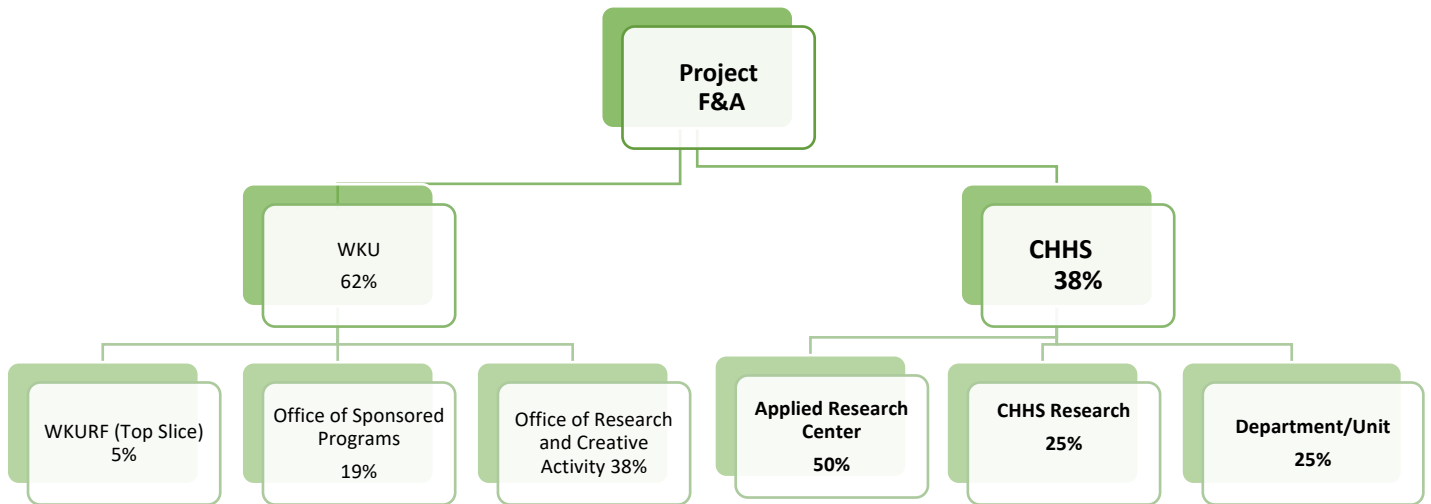 Project
F&A
WKU
62%
CHHS
38%
WKURF (Top Slice)
5%
Office of Sponsored
Programs
19%
Office of Research
and Creative
Activity 38%
Applied Research
Center
50%
CHHS Research
25%
Department/Unit
25%